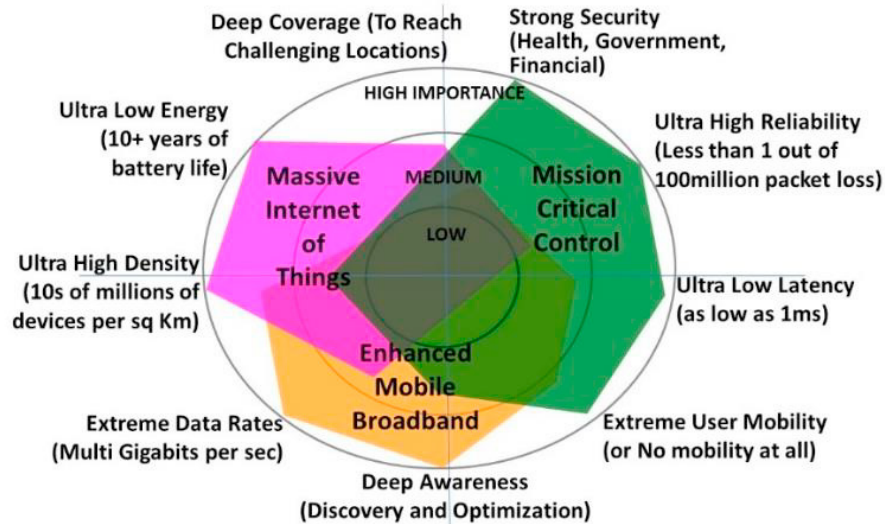 Deep Coverage (To Reach
Challenging Locations)
Strong Security
(Health, Government,
Financial)
HIGH IMPORTANCE
Ultra Low Energy
(10+ years of
battery life)
Ultra High Reliability
(Less than 1 out of
100million packet loss)
Massive
Internet
of
Things
MEDIUM
LOW
Mission
Critical
Control
Ultra High Density
(10s of millions of
devices per sq Km)
Ultra Low Latency
(as low as 1ms)
Enhanced
Mobile
Broadband
Extreme Data Rates
(Multi Gigabits per sec)
Extreme User Mobility
(or No mobility at all)
Deep Awareness
(Discovery and Optimization)